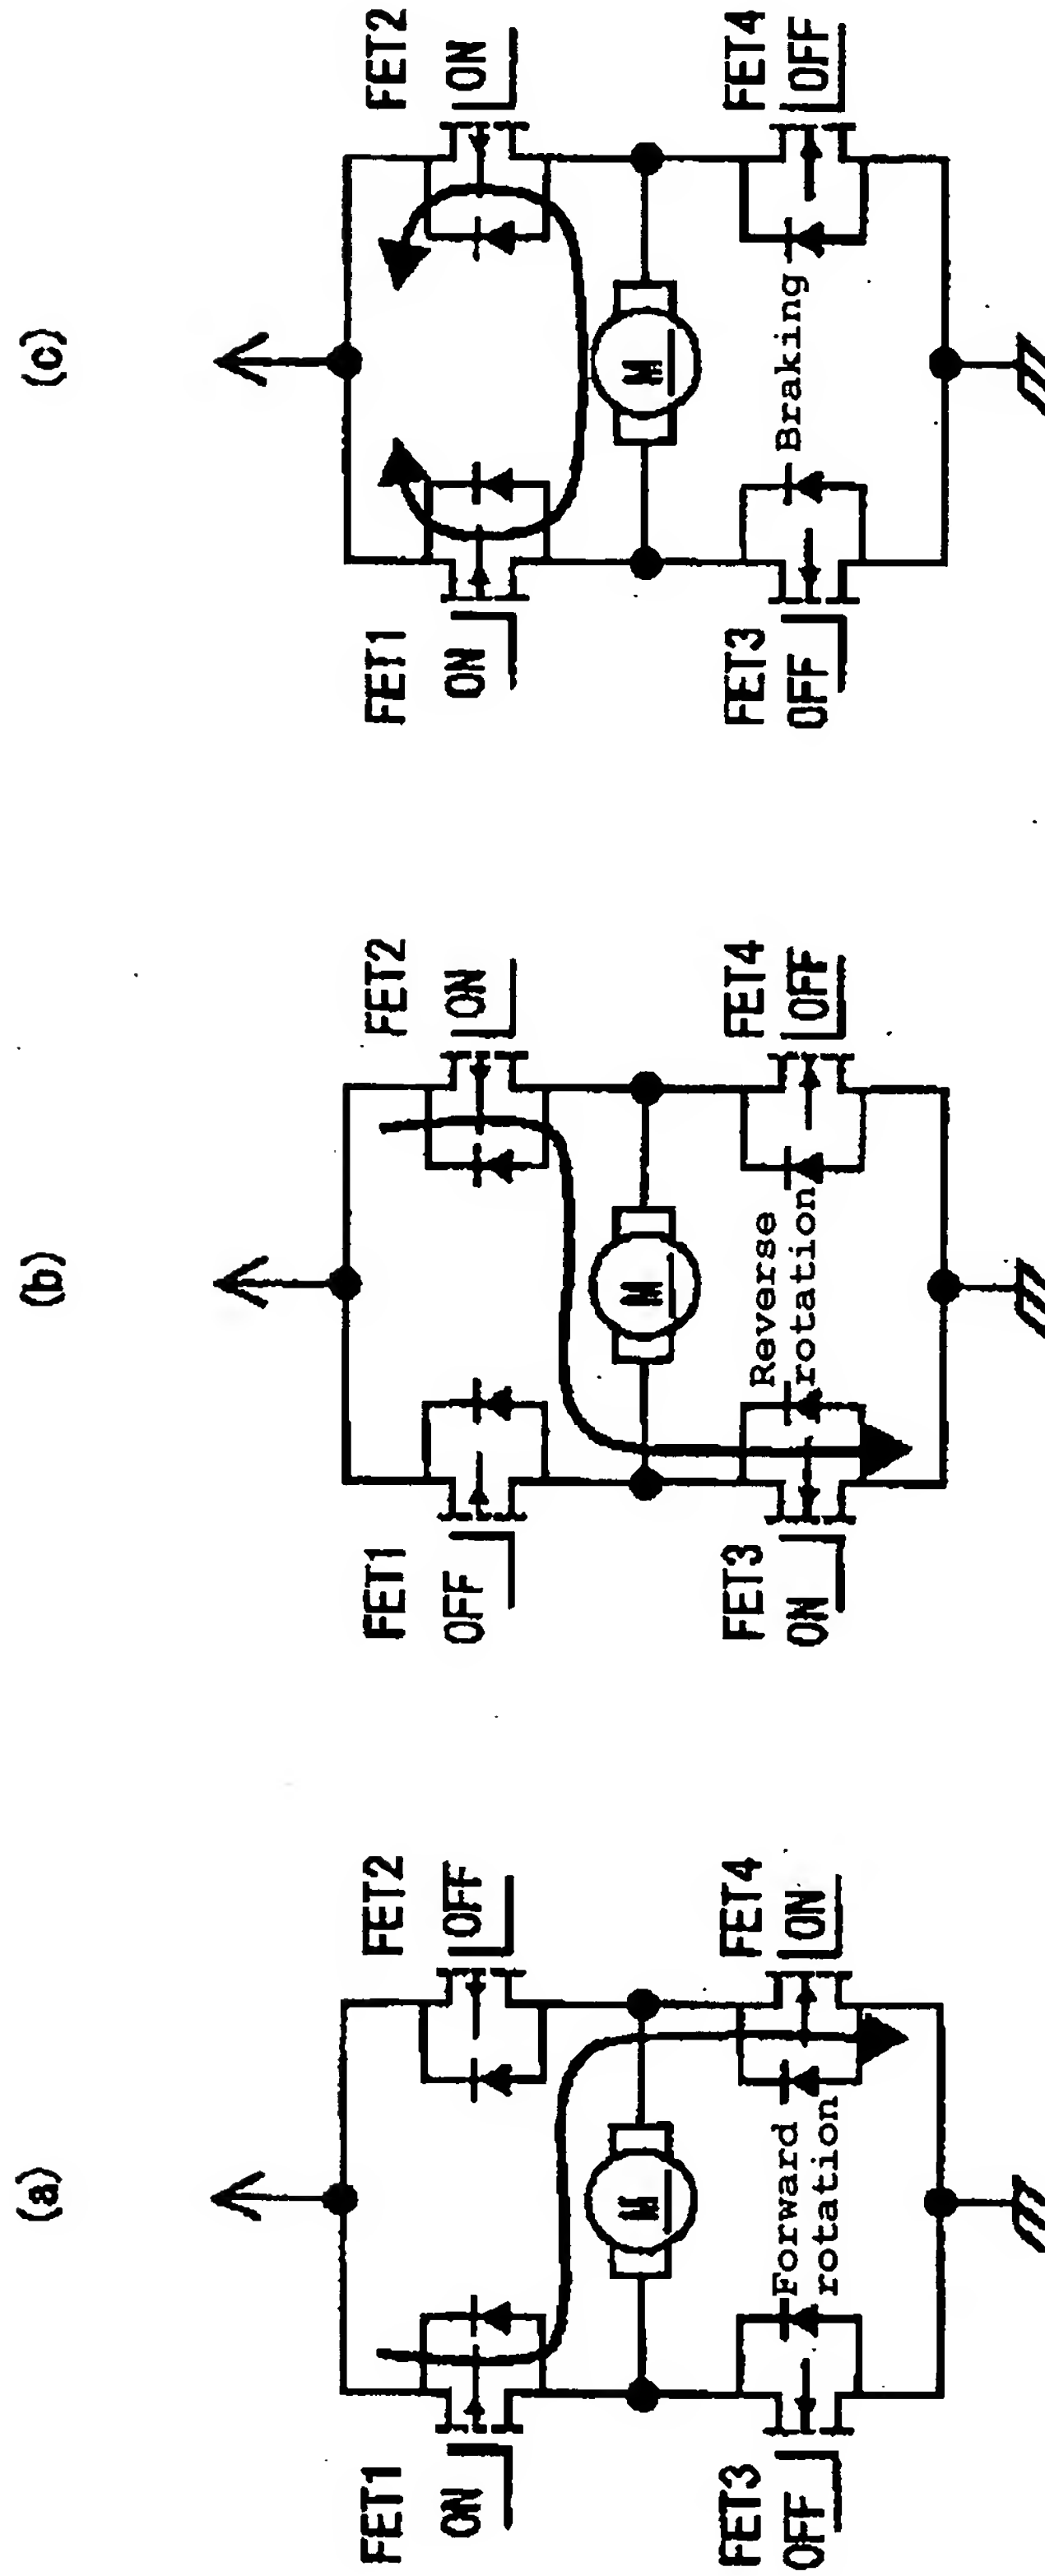 (a)
FET1
ON
FET2
OFF
M
FET3
OFF
Forward
rotation
FET4
ON
(b)
FET1
OFF
FET2
ON
M
FET3
ON
Reverse
rotation
FET4
OFF
(c)
FET1
ON
FET2
ON
M
FET3
OFF
Braking
FET4
OFF